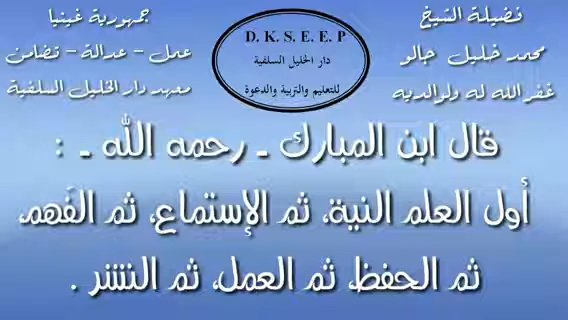 فضيلة الشيخ
محمد خليل جالو
غفر الله له ولوالديه
D. K. S. E. E. P
دار الخليل السلفية
للتعليم والتربية والدعوة
جمهورية غينيا
عمل - عدالة - تضامن
معهد دار الخليل السلفية
قال ابن المبارك - رحمه الله - :
أول العلم النية، ثم الإستماع، ثم الفَهم،
ثم الحفظ، ثم العمل، ثم النشر .